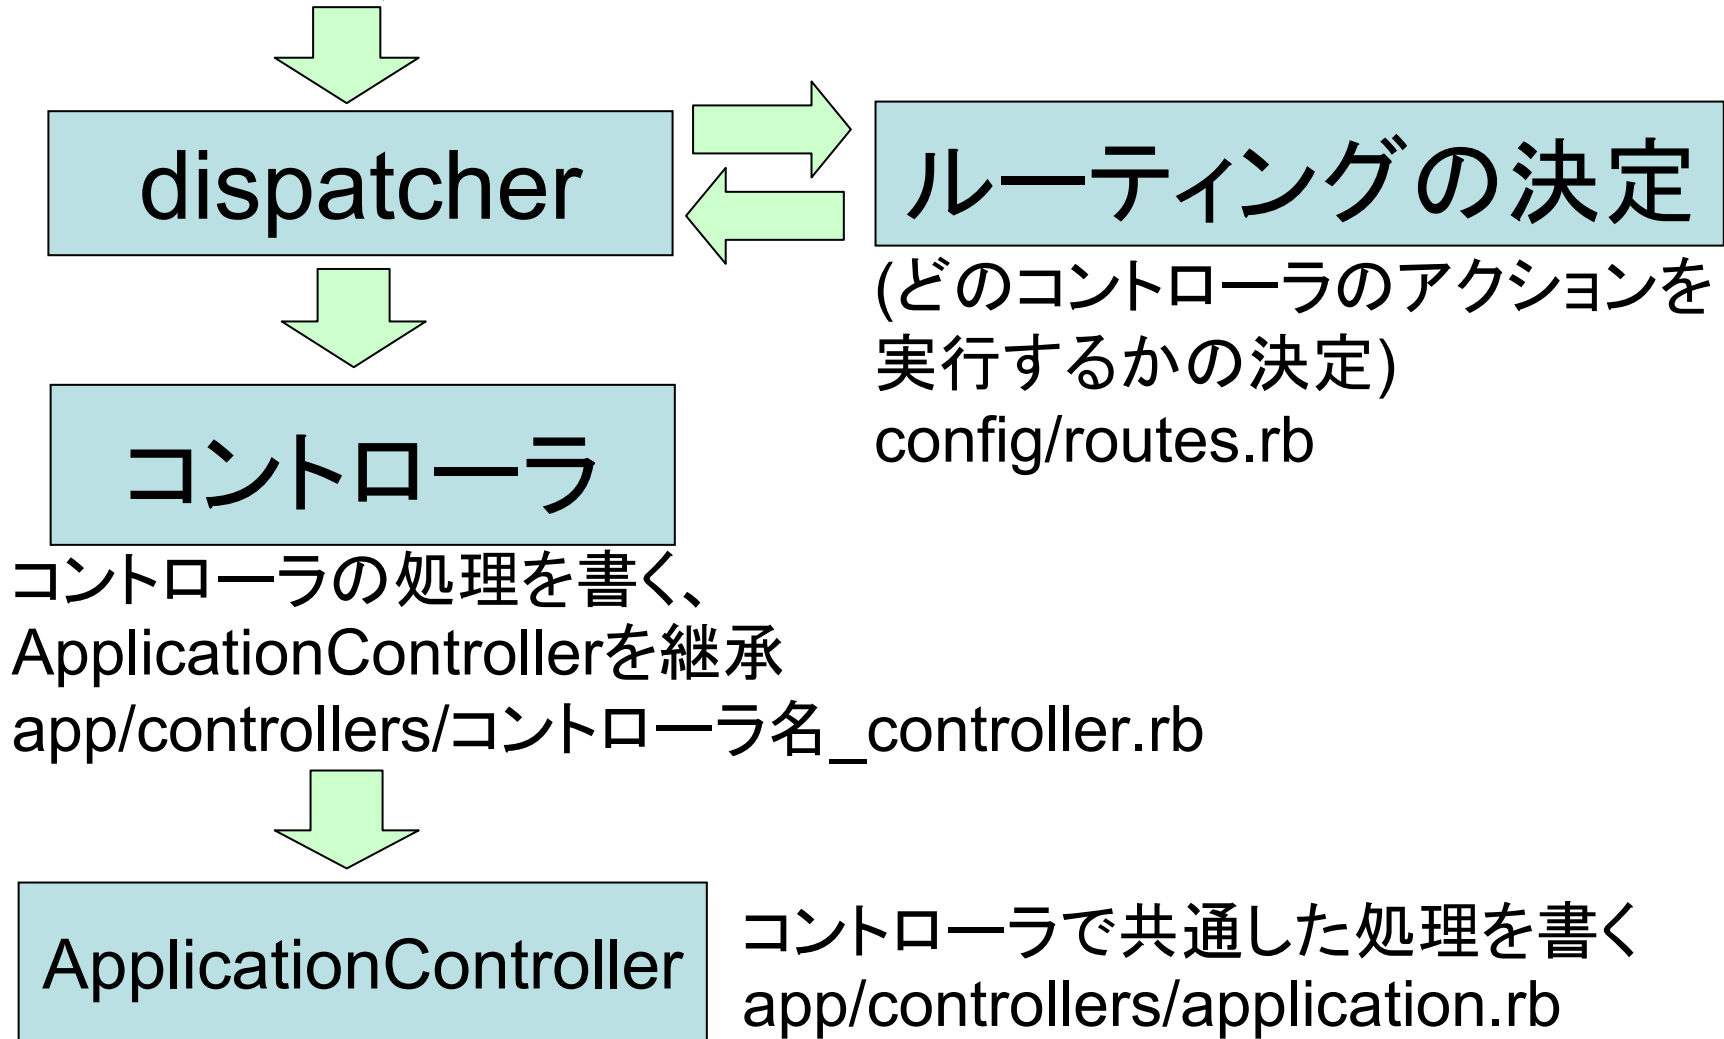 dispatcher
ルーティングの決定
(どのコントローラのアクションを
実行するかの決定)
config/routes.rb
コントローラ
コントローラの処理を書く、
ApplicationControllerを継承
app/controllers/コントローラ名_controller.rb
ApplicationController
コントローラで共通した処理を書く
app/controllers/application.rb